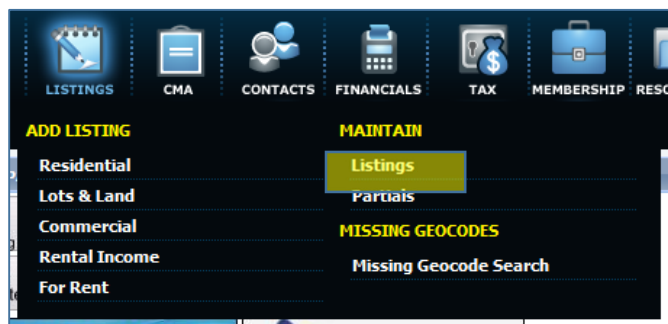 LISTINGS CMA CONTACTS FINANCIALS TAX MEMBERSHIP
ADD LISTING
Residential
Lots & Land
Commercial
Rental Income
For Rent
MAINTAIN
Listings
Partials
MISSING GEOCODES
Missing Geocode Search